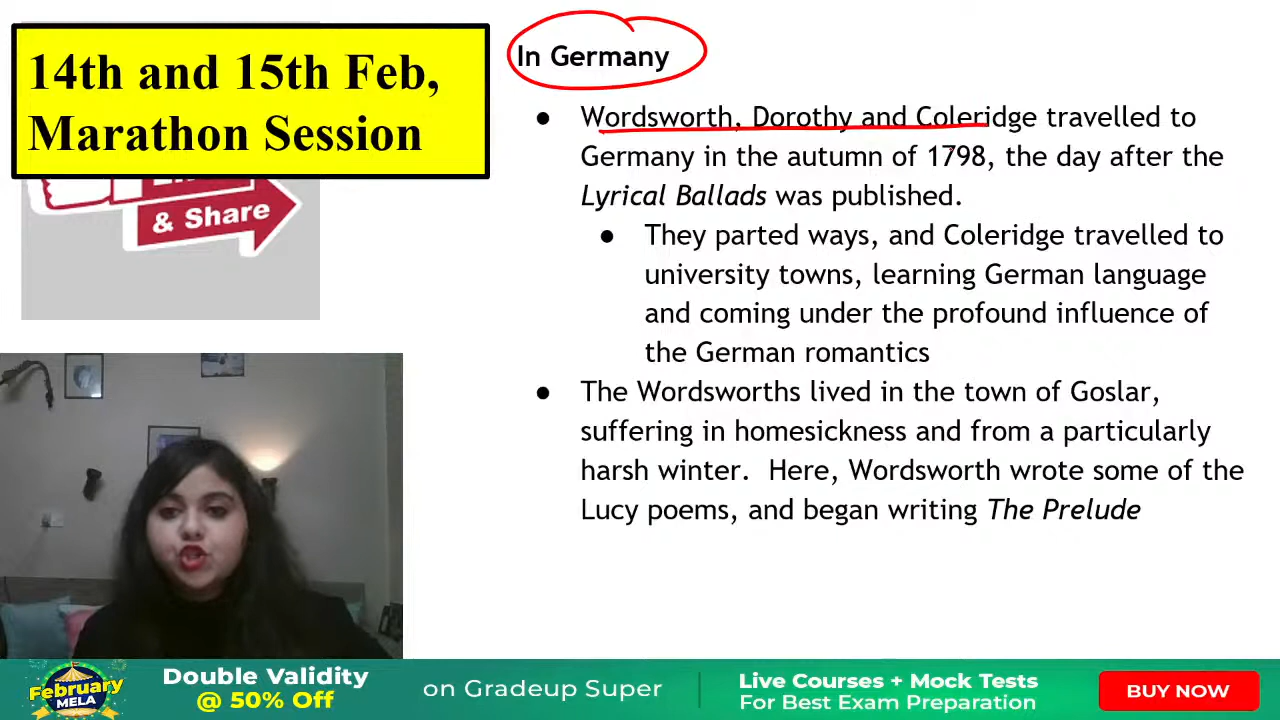 14th and 15th Feb,
Marathon Session
& Share
In Germany
● Wordsworth, Dorothy and Coleridge travelled to
Germany in the autumn of 1798, the day after the
Lyrical Ballads was published.
● They parted ways, and Coleridge travelled to
university towns, learning German language
and coming under the profound influence of
the German romantics
● The Wordsworths lived in the town of Goslar,
suffering in homesickness and from a particularly
harsh winter. Here, Wordsworth wrote some of the
Lucy poems, and began writing The Prelude
February
MELA
Double Validity
@ 50% Off
on Gradeup Super
Live Courses + Mock Tests
For Best Exam Preparation
BUY NOW